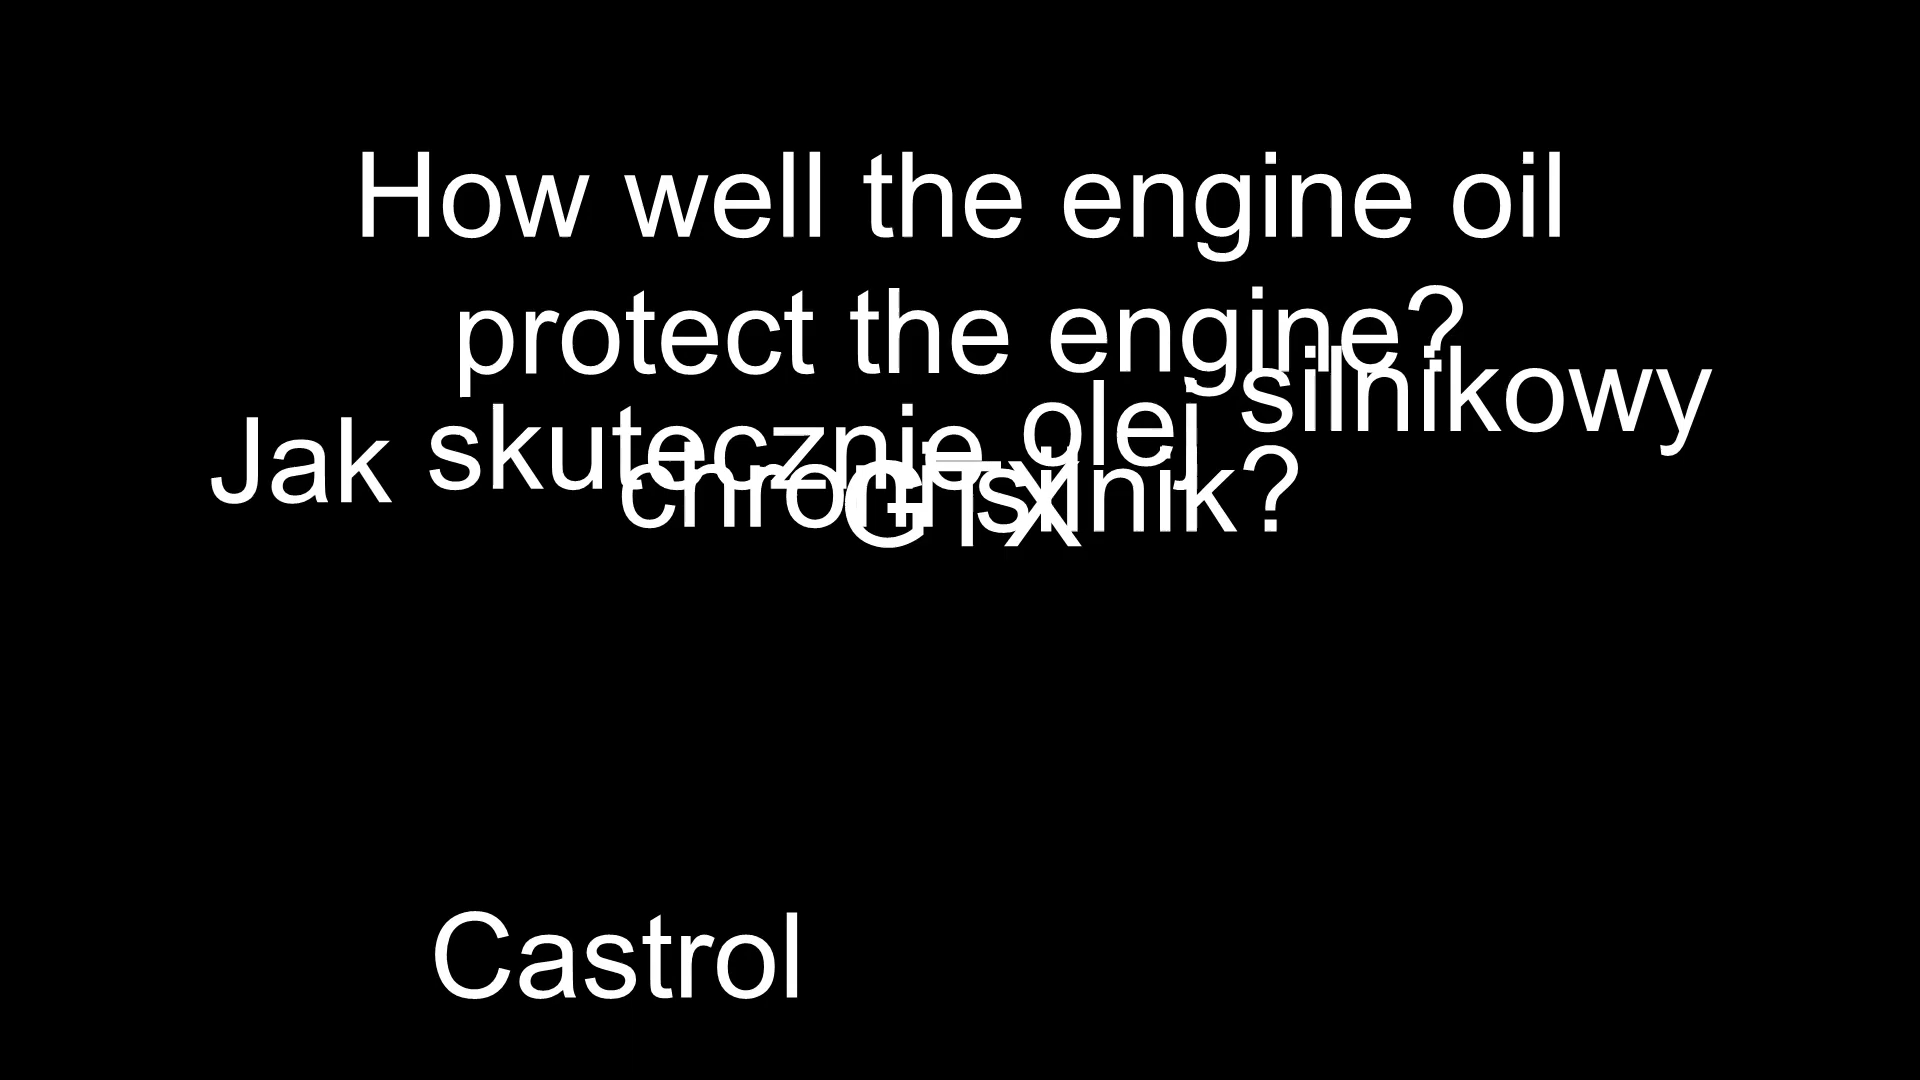 How well the engine oil
protect the engine?
Jak skutecznie olej silnikowy
chroni silnik?
GTX
Castrol